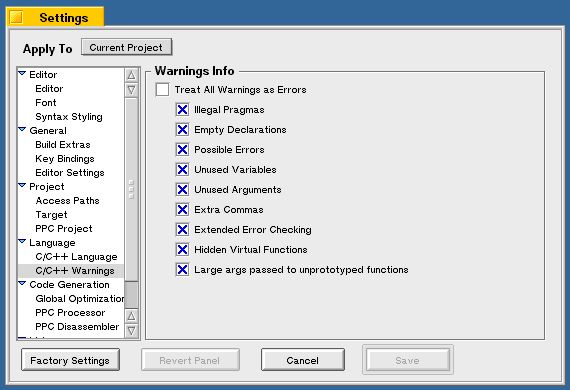 Settings
Apply To Current Project
Editor
Editor
Font
Syntax Styling
General
Build Extras
Key Bindings
Editor Settings
Project
Access Paths
Target
PPC Project
Language
C/C++ Language
C/C++ Warnings
Code Generation
Global Optimization
PPC Processor
PPC Disassembler
Warnings Info
Treat All Warnings as Errors
Illegal Pragmas
Empty Declarations
Possible Errors
Unused Variables
Unused Arguments
Extra Commas
Extended Error Checking
Hidden Virtual Functions
Large args passed to unprototyped functions
Factory Settings Revert Panel Cancel Save